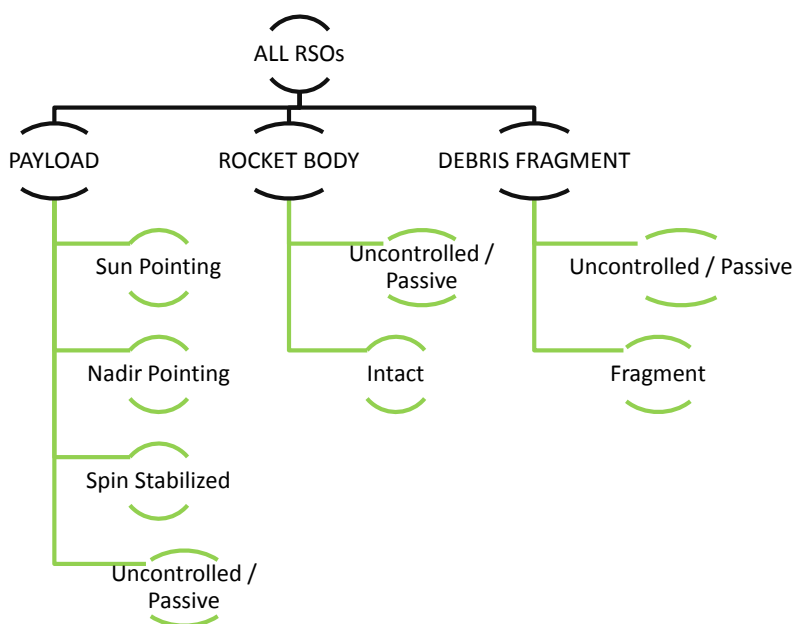 ALL RSOs
PAYLOAD
ROCKET BODY
DEBRIS FRAGMENT
Sun Pointing
Nadir Pointing
Spin Stabilized
Uncontrolled /
Passive
Uncontrolled /
Passive
Intact
Uncontrolled / Passive
Fragment